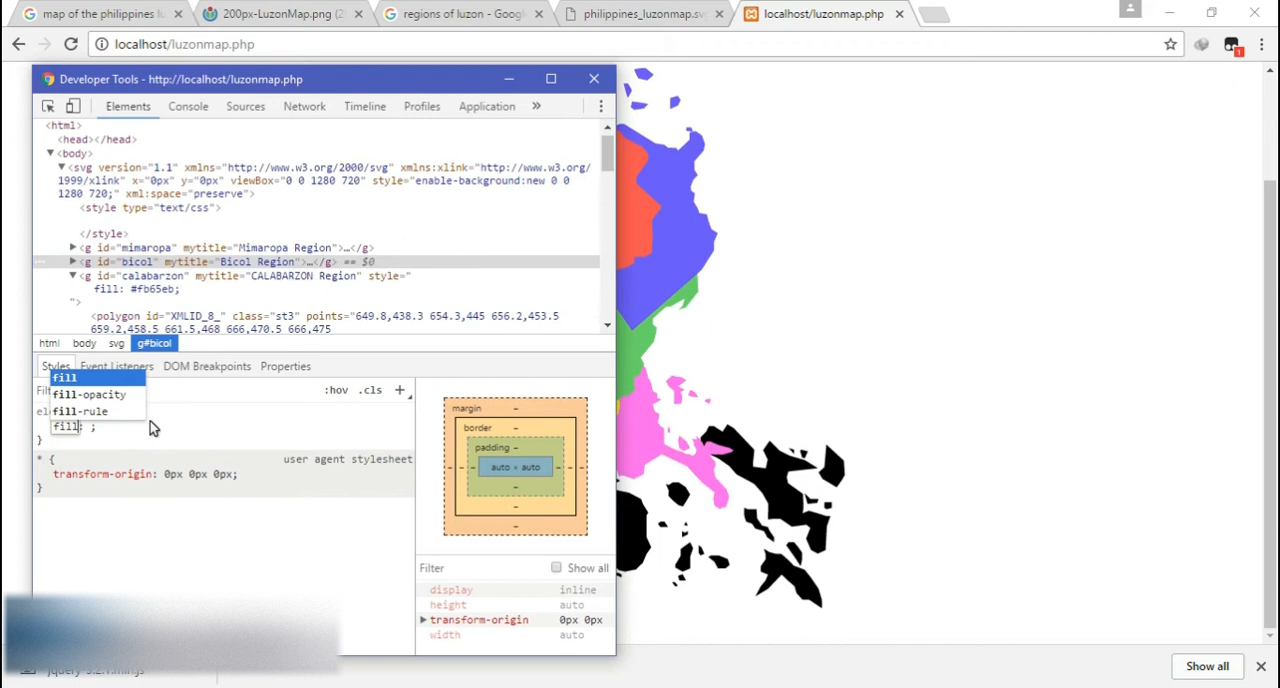 map of the philippines l
200px-LuzonMap.png (2
regions of luzon - Goog
philippines_luzonmap.sv
localhost/luzonmap.php
localhost/luzonmap.php
1
Developer Tools - http://localhost/luzonmap.php
Elements Console Sources Network Timeline Profiles Application »
<html>
<head></head>
<body>
<svg version="1.1" xmlns="http://www.w3.org/2000/svg" xmlns:xlink="http://www.w3.org/
1999/xlink" x="0px" y="0px" viewBox="0 0 1280 720" style="enable-background:new 0 0
1280 720;" xml:space="preserve">
<style type="text/css">
</style>
<g id="mimaropa" mytitle="Mimaropa Region">…</g>
<g id="bicol" mytitle="Bicol Region">…</g> == $0
<g id="calabarzon" mytitle="CALABARZON Region" style="
fill: #fb65eb;
">
<polygon id="XMLID_8_" class="st3" points="649.8,438.3 654.3,445 656.2,453.5
659.2,458.5 661.5,468 666,470.5 666,475
html body svg g#bicol
Styles Event Listeners DOM Breakpoints Properties
fill
fill-opacity
fill-rule
:hov .cls +
fill: ;
}
* { user agent stylesheet
transform-origin: 0px 0px 0px;
}
margin –
border –
padding –
auto × auto
–
–
–
Filter Show all
display inline
height auto
transform-origin 0px 0px
width auto
Show all